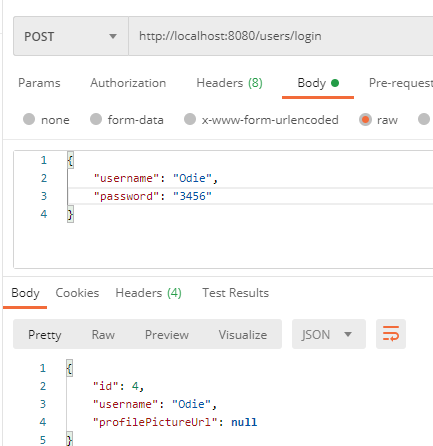 POST http://localhost:8080/users/login
Params Authorization Headers (8) Body Pre-request
none form-data x-www-form-urlencoded raw
1 {
2 "username": "Odie",
3 "password": "3456"
4 }
Body Cookies Headers (4) Test Results
Pretty Raw Preview Visualize JSON
1 {
2 "id": 4,
3 "username": "Odie",
4 "profilePictureUrl": null
5 }